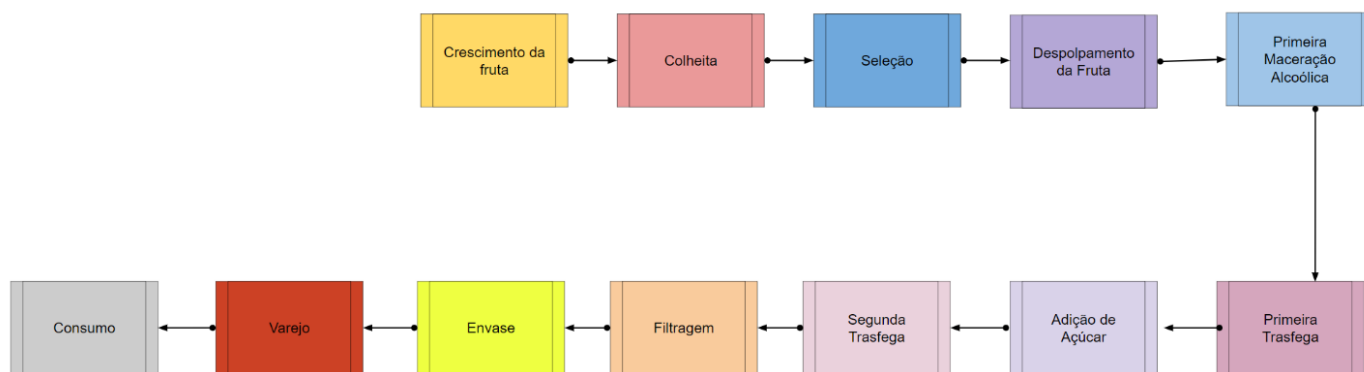 Crescimento da
fruta
Colheita
Seleção
Despolpamento
da Fruta
Primeira
Maceração
Alcoólica
Primeira
Trasfega
Adição de
Açúcar
Segunda
Trasfega
Filtragem
Envase
Varejo
Consumo